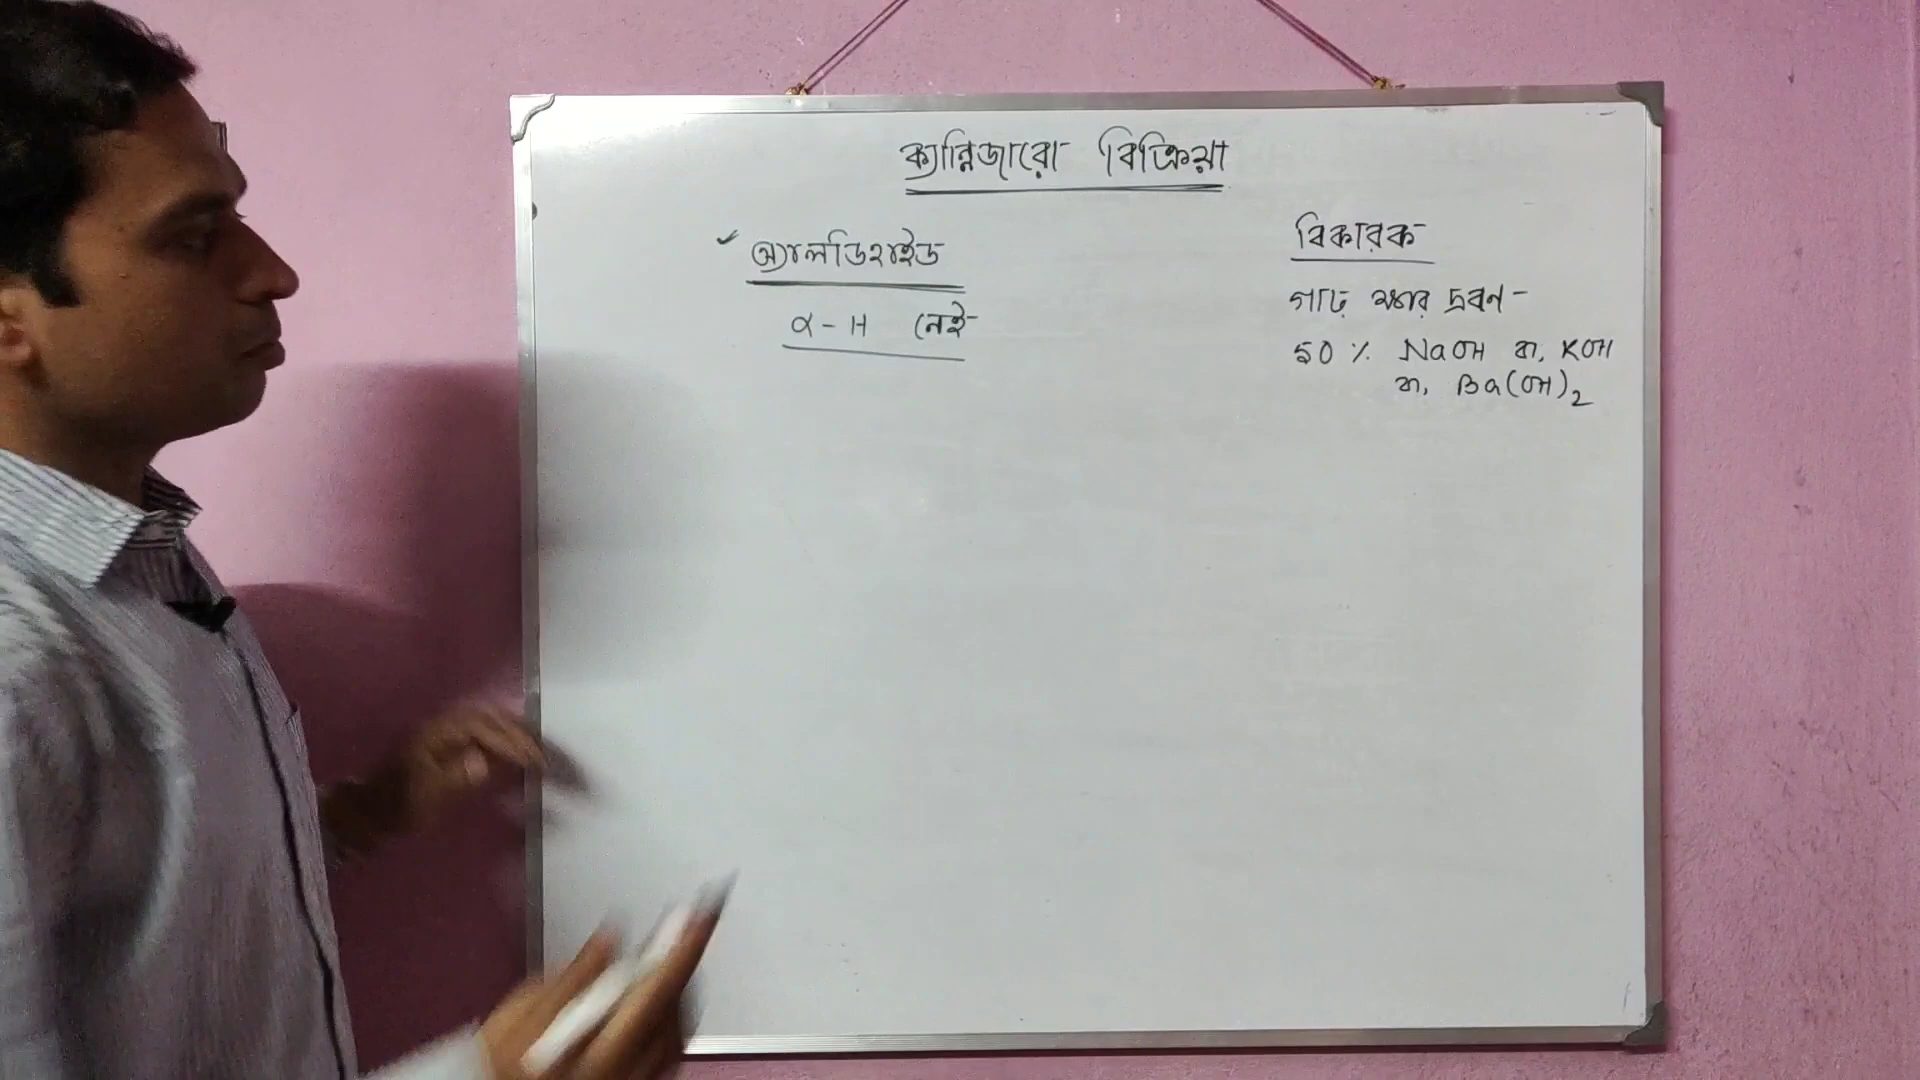 ক্যান্নিজারো বিক্রিয়া
অ্যালডিহাইড
α - H নেই
বিকারক
গাঢ় ক্ষার দ্রবণ -
50 % NaOH বা, KOH
বা, Ba(OH)2